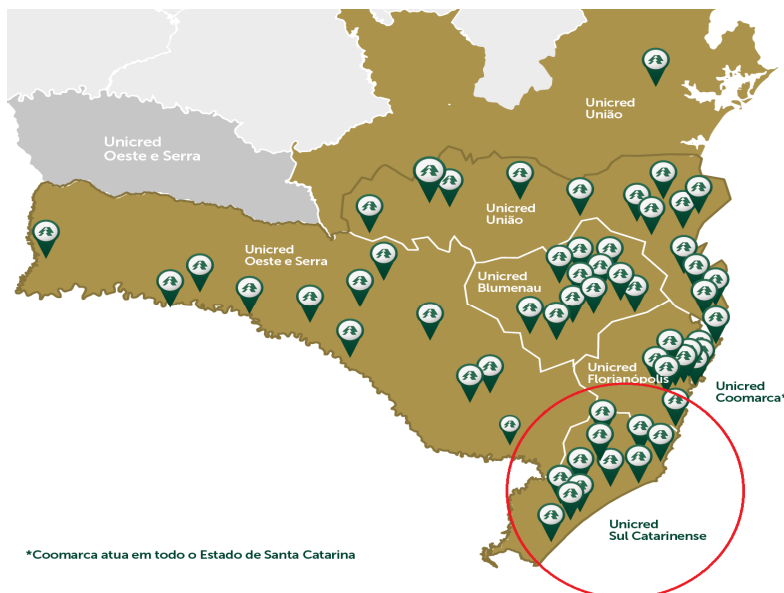 Unicred
União
Unicred
Oeste e Serra
Unicred
União
Unicred
Oeste e Serra
Unicred
Blumenau
Unicred
Florianópolis
Unicred
Coomarca*
Unicred
Sul Catarinense
*Coomarca atua em todo o Estado de Santa Catarina